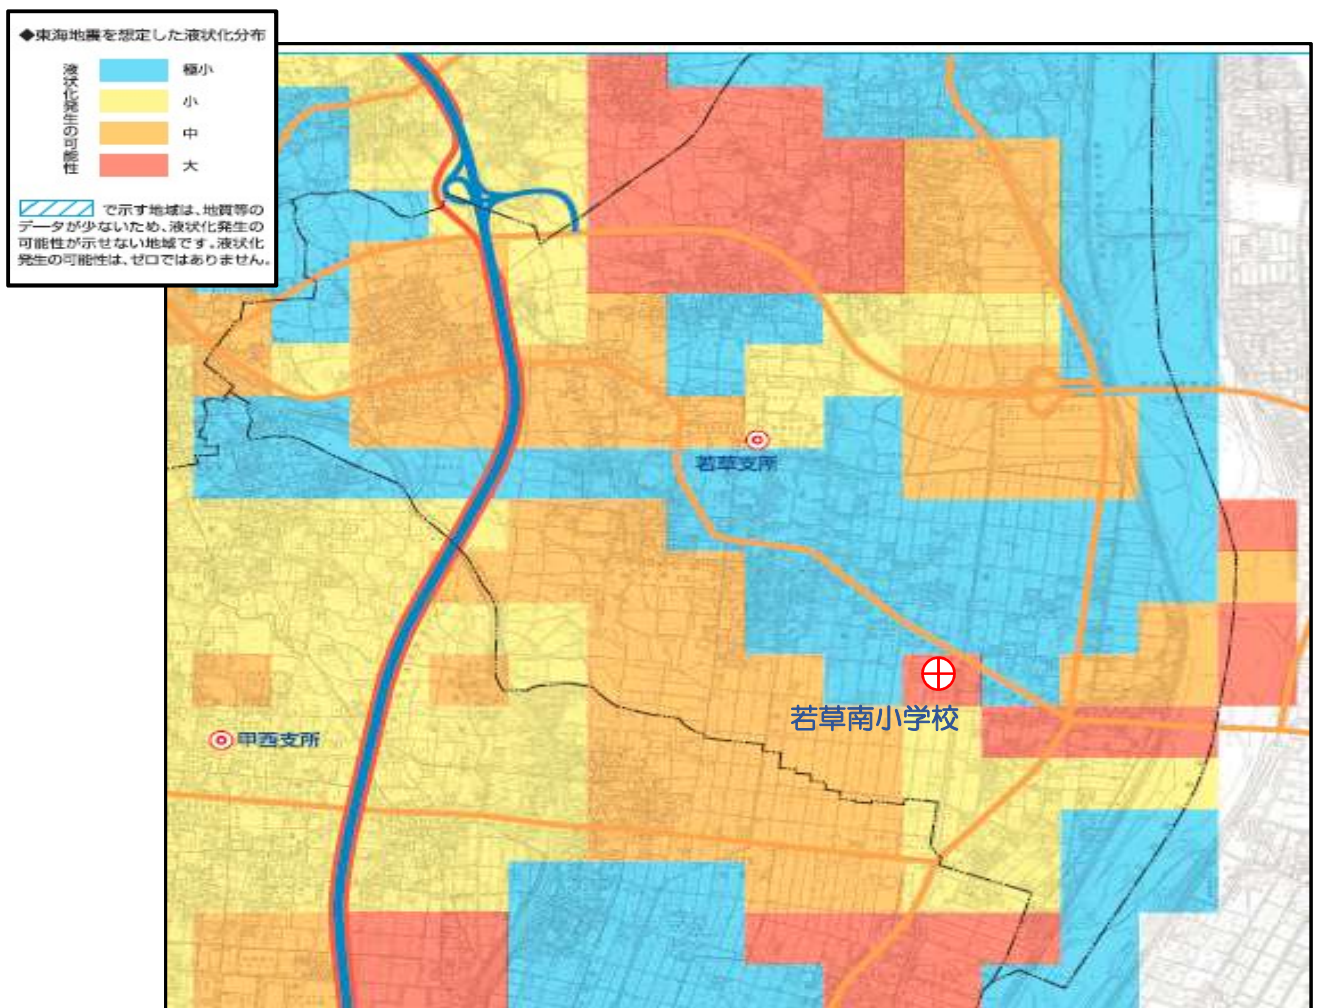 ◆東海地震を想定した液状化分布
液状化発生の可能性
極小
小
中
大
で示す地域は、地質等の
データが少ないため、液状化発生の
可能性が示せない地域です。液状化
発生の可能性は、ゼロではありません。
若草支所
若草南小学校
甲西支所